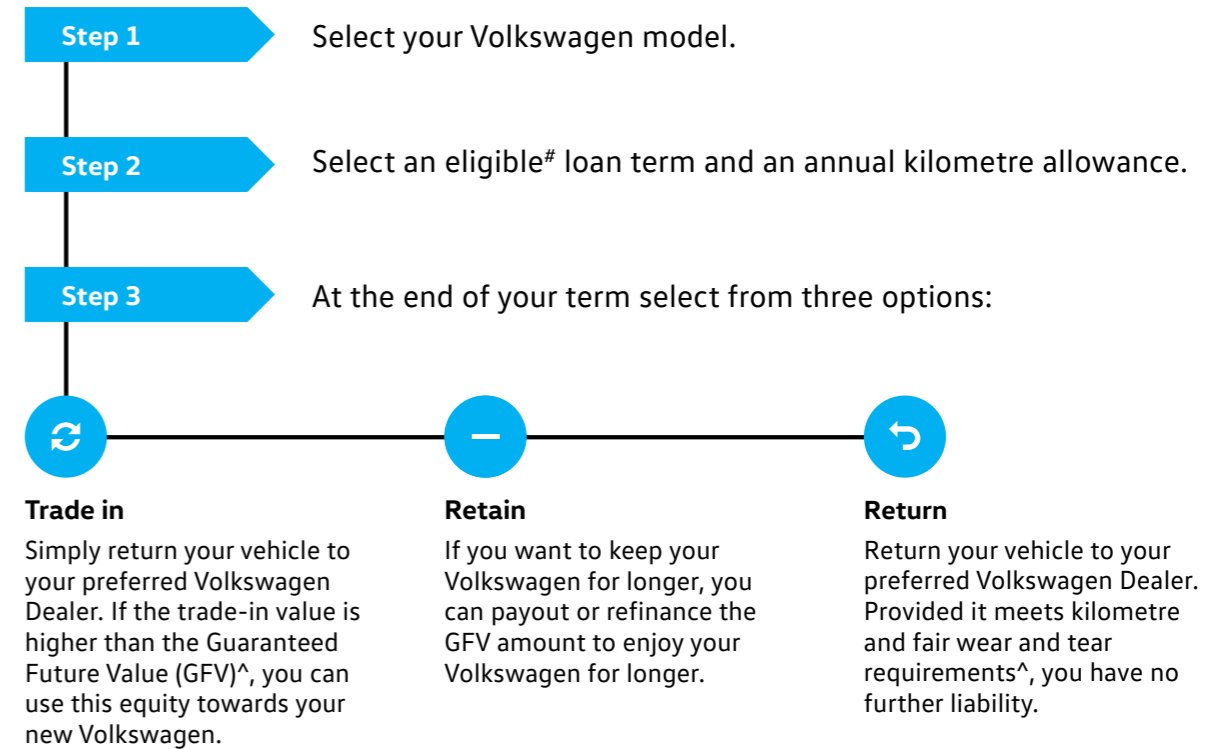 Step 1
Select your Volkswagen model.
Step 2
Select an eligible# loan term and an annual kilometre allowance.
Step 3
At the end of your term select from three options:
Trade in
Simply return your vehicle to
your preferred Volkswagen
Dealer. If the trade-in value is
higher than the Guaranteed
Future Value (GFV)^, you can
use this equity towards your
new Volkswagen.
Retain
If you want to keep your
Volkswagen for longer, you
can payout or refinance the
GFV amount to enjoy your
Volkswagen for longer.
Return
Return your vehicle to your
preferred Volkswagen Dealer.
Provided it meets kilometre
and fair wear and tear
requirements^, you have no
further liability.